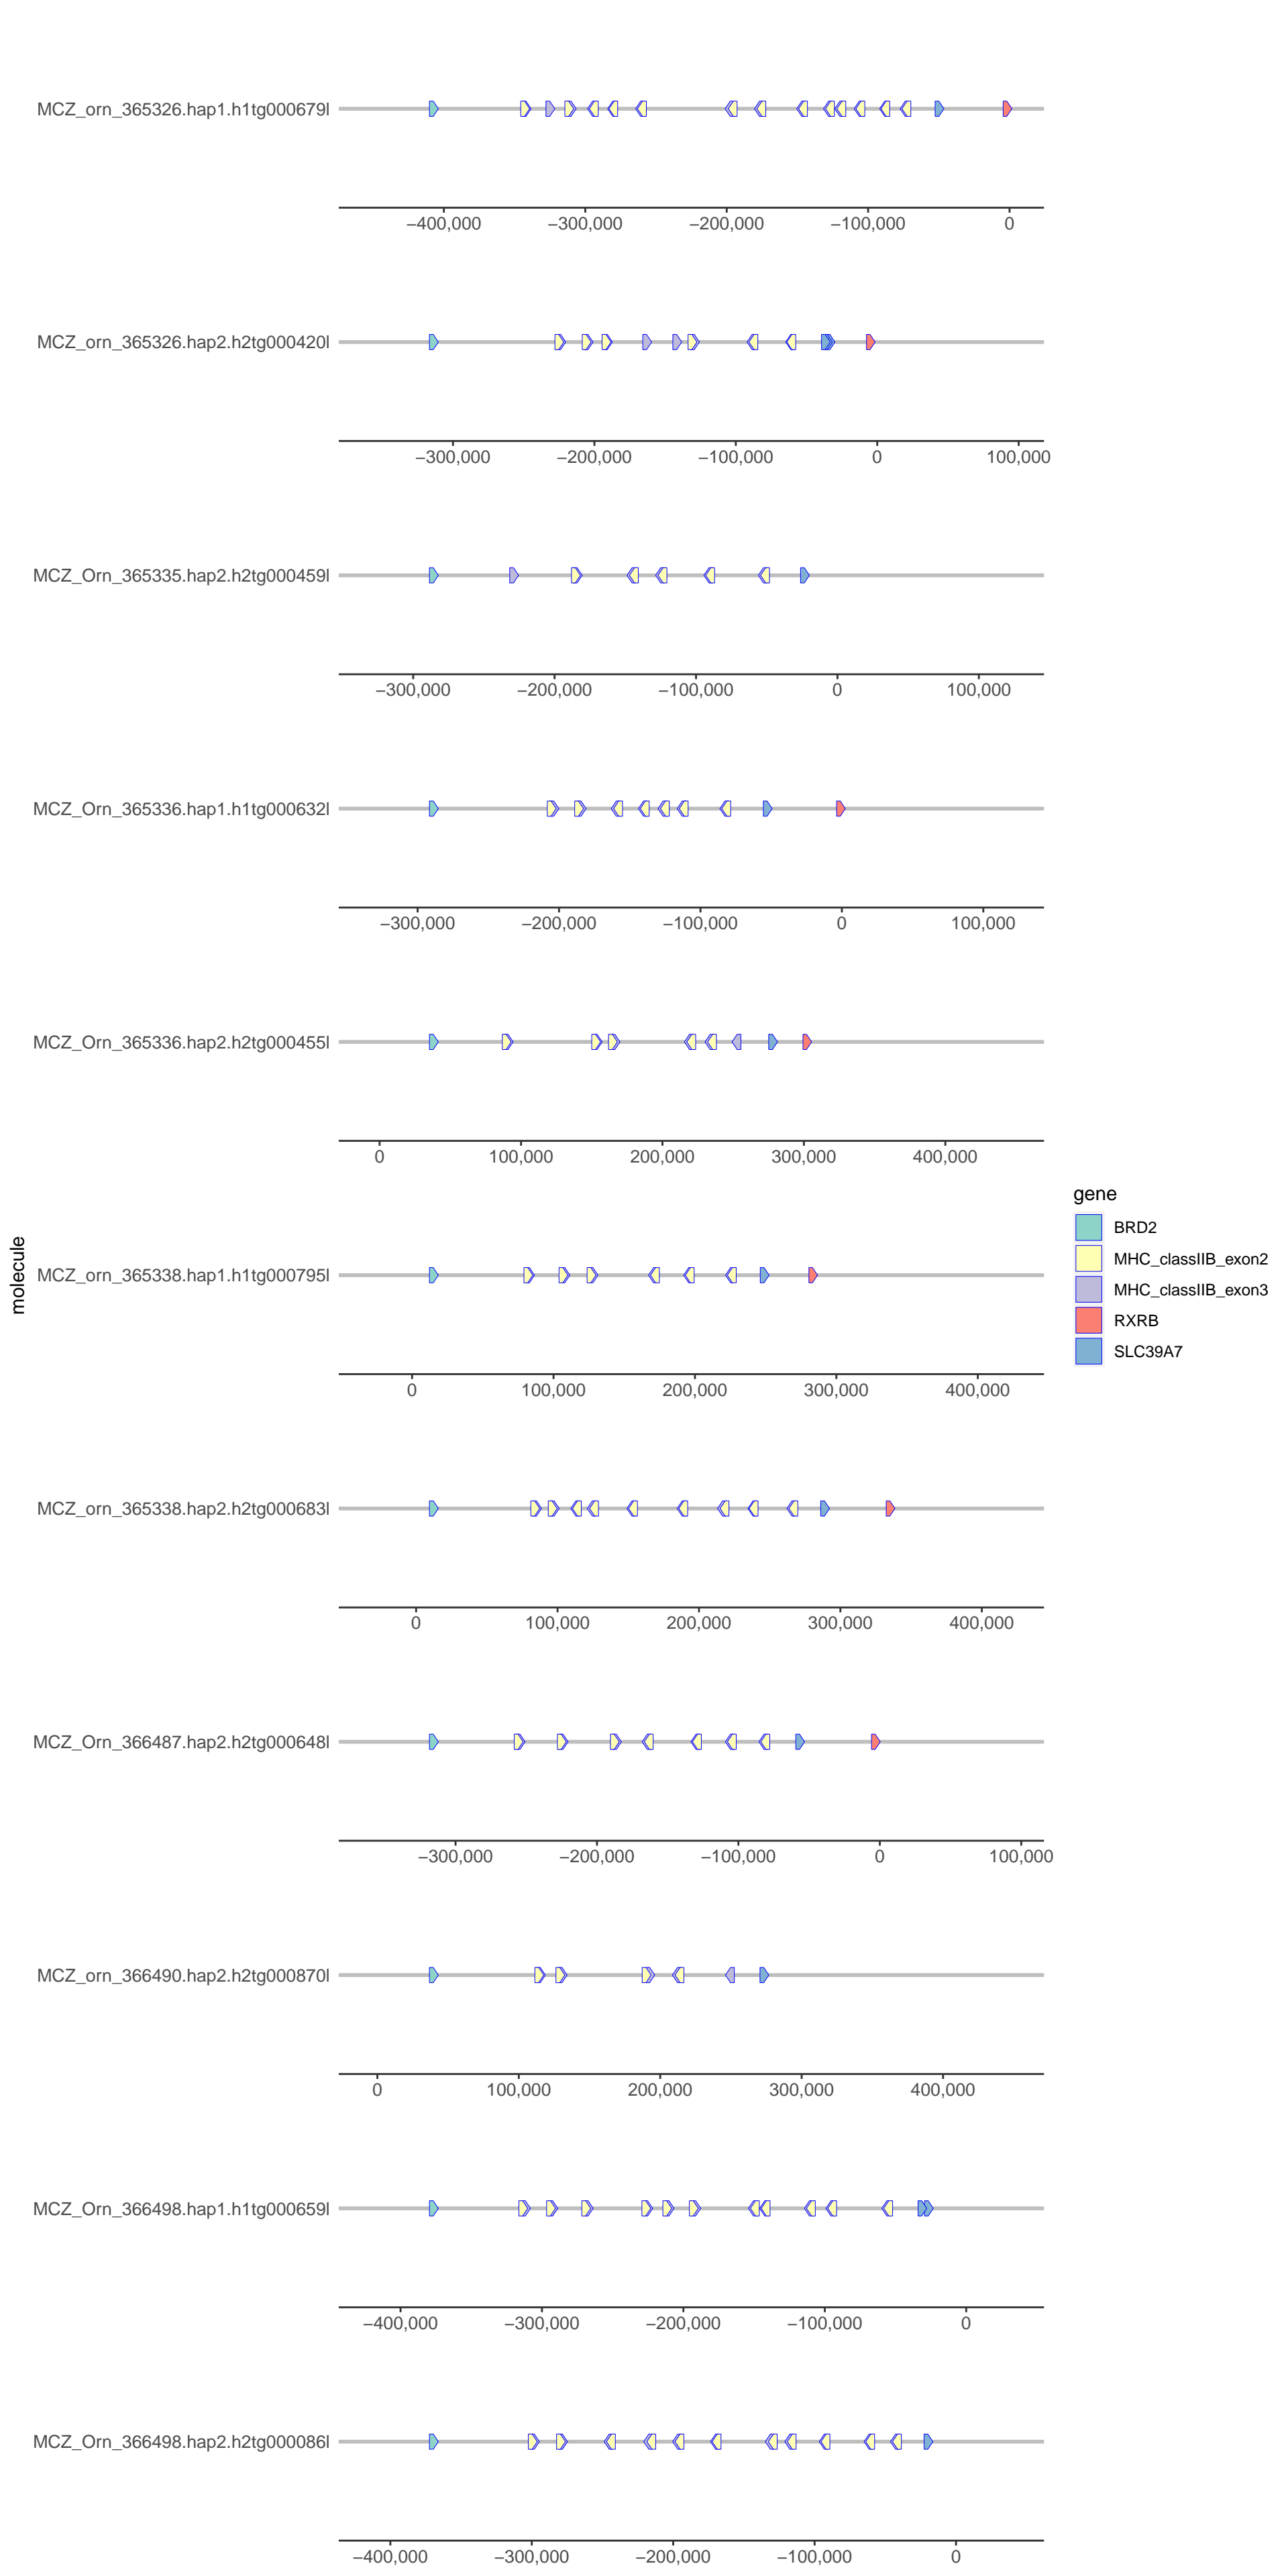 MCZ_orn_365326.hap1.h1tg000679l
−400,000 −300,000 −200,000 −100,000 0
MCZ_orn_365326.hap2.h2tg000420l
−300,000 −200,000 −100,000 0 100,000
MCZ_Orn_365335.hap2.h2tg000459l
−300,000 −200,000 −100,000 0 100,000
MCZ_Orn_365336.hap1.h1tg000632l
−300,000 −200,000 −100,000 0 100,000
MCZ_Orn_365336.hap2.h2tg000455l
0 100,000 200,000 300,000 400,000
molecule
MCZ_orn_365338.hap1.h1tg000795l
0 100,000 200,000 300,000 400,000
gene
BRD2
MHC_classIIB_exon2
MHC_classIIB_exon3
RXRB
SLC39A7
MCZ_orn_365338.hap2.h2tg000683l
0 100,000 200,000 300,000 400,000
MCZ_Orn_366487.hap2.h2tg000648l
−300,000 −200,000 −100,000 0 100,000
MCZ_orn_366490.hap2.h2tg000870l
0 100,000 200,000 300,000 400,000
MCZ_Orn_366498.hap1.h1tg000659l
−400,000 −300,000 −200,000 −100,000 0
MCZ_Orn_366498.hap2.h2tg000086l
−400,000 −300,000 −200,000 −100,000 0